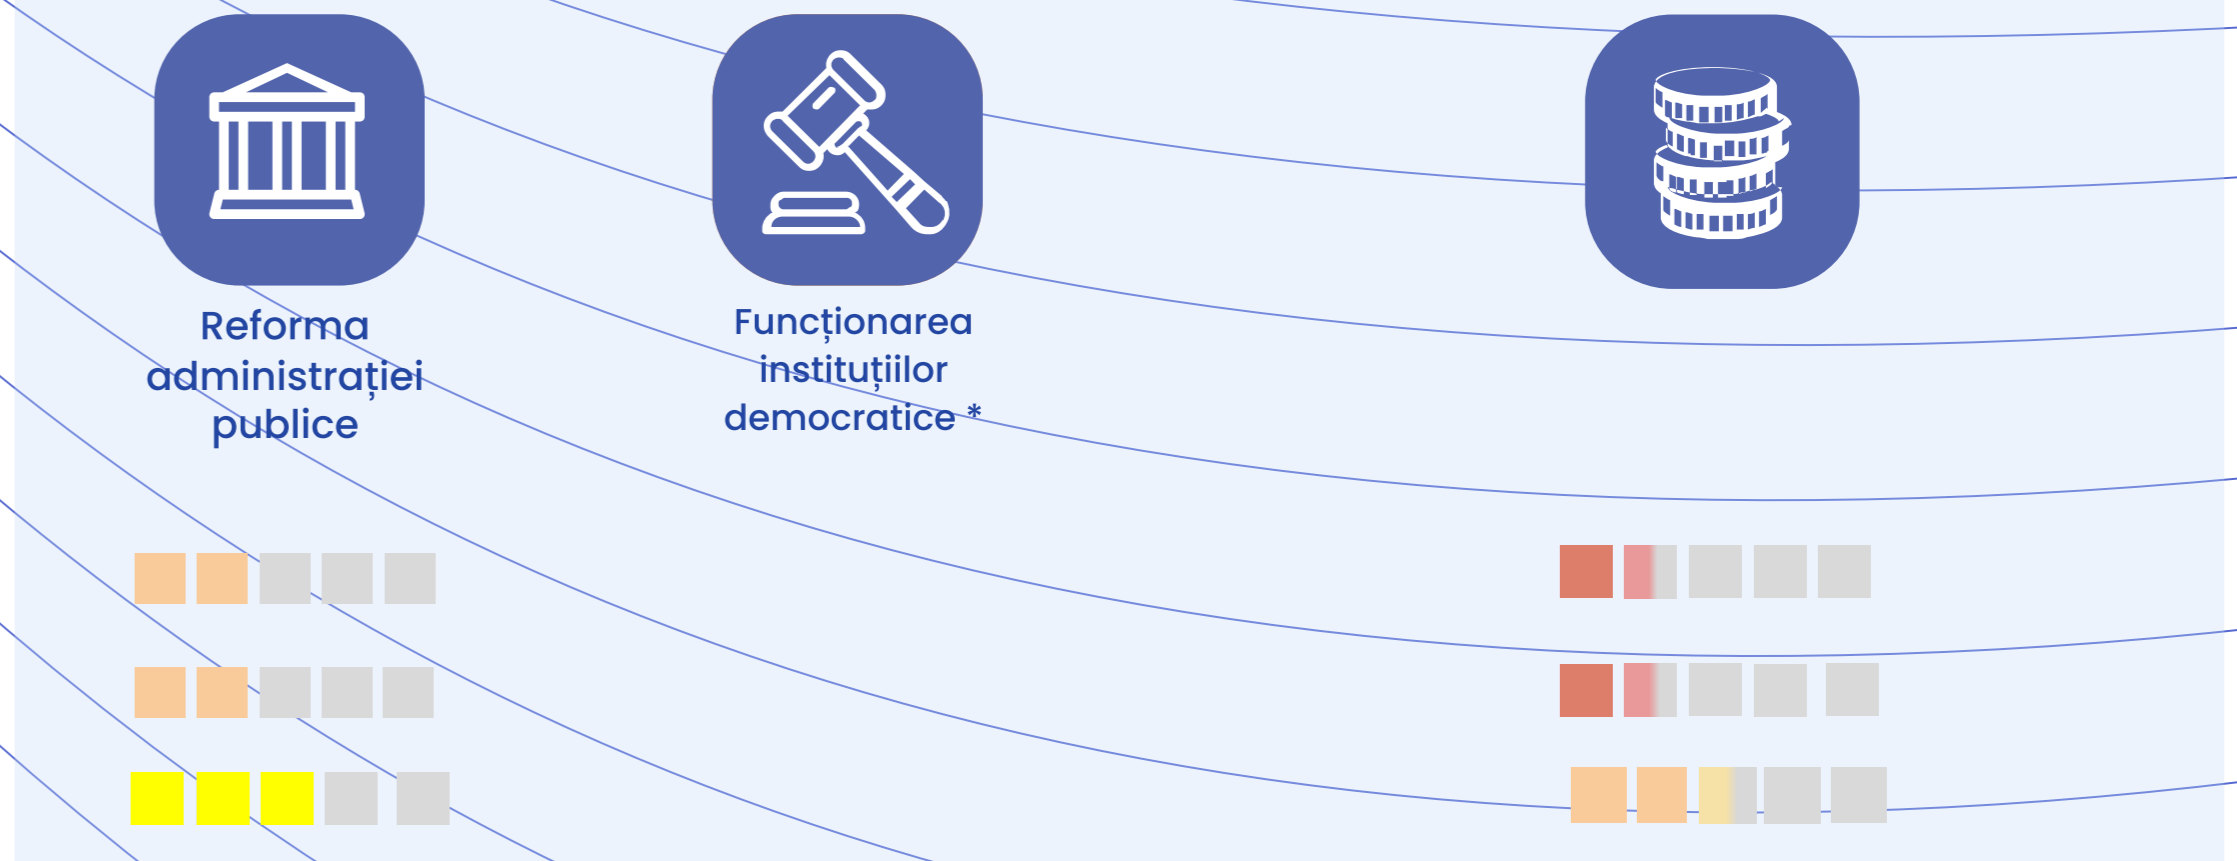 Reforma
administrației
publice
Funcționarea
instituțiilor
democratice *